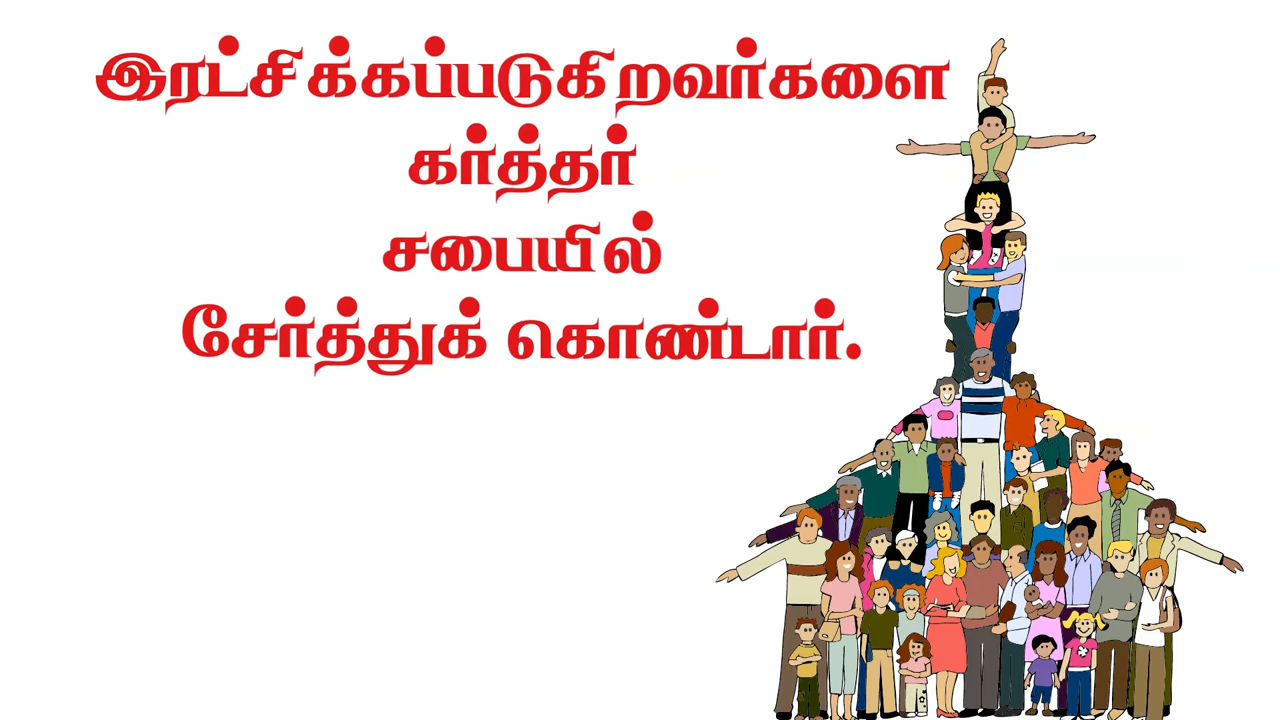 இரட்சிக்கப்படுகிறவர்களை
கர்த்தர்
சபையில்
சேர்த்துக் கொண்டார்.